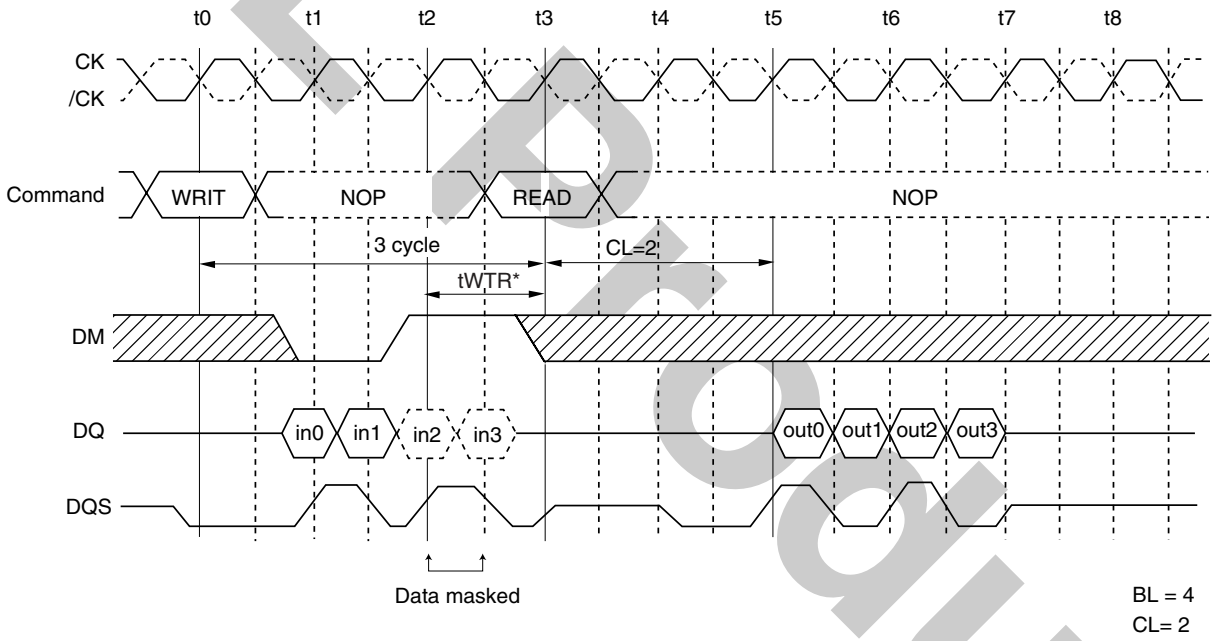 t0 t1 t2 t3 t4 t5 t6 t7 t8
CK
/CK
Command WRIT NOP READ NOP
3 cycle CL=2
tWTR*
DM
DQ in0 in1 in2 in3 out0 out1 out2 out3
DQS
Data masked
BL = 4
CL= 2